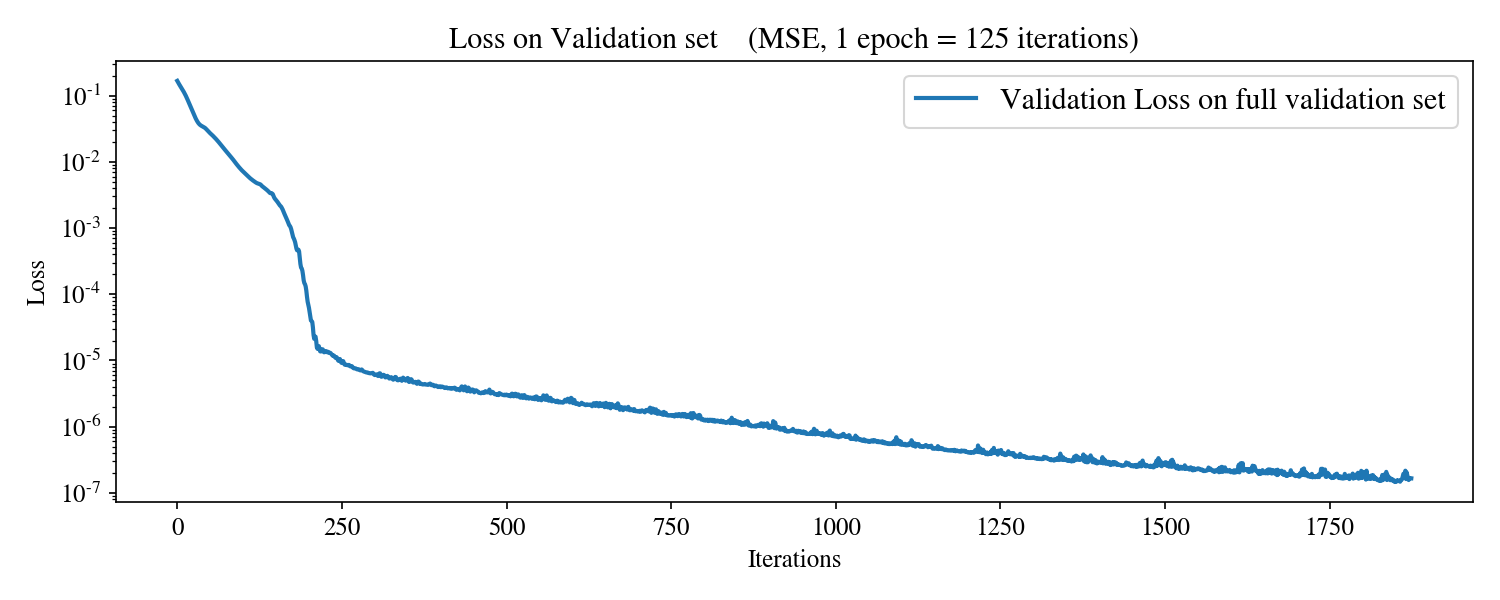 Loss on Validation set    (MSE, 1 epoch = 125 iterations)
Validation Loss on full validation set
Loss
10^-1
10^-2
10^-3
10^-4
10^-5
10^-6
10^-7
0 250 500 750 1000 1250 1500 1750
Iterations